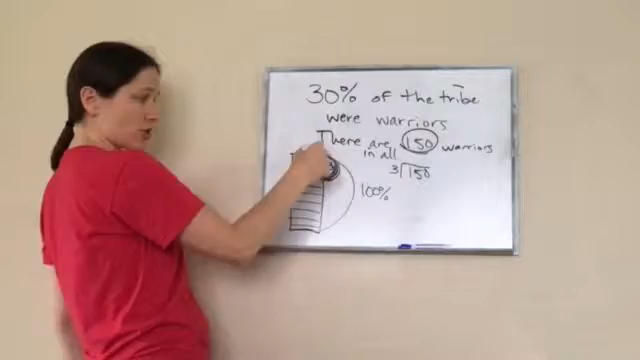 30% of the tribe
were warriors
There are 150 warriors
in all
3 150
100%